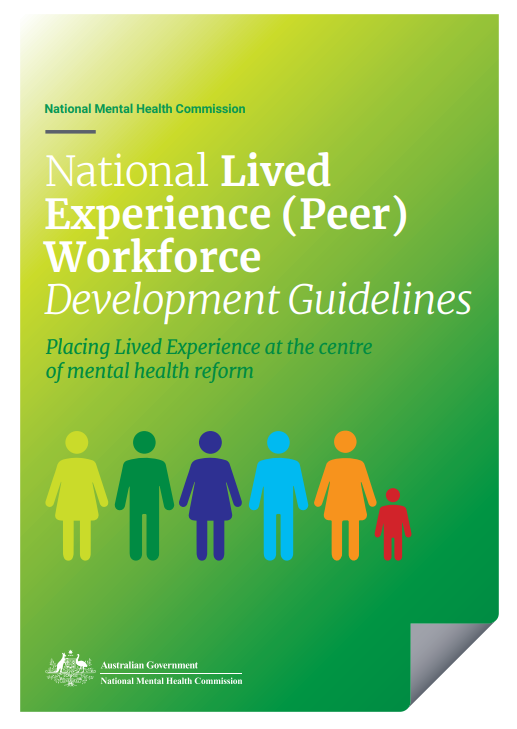 National Mental Health Commission
National Lived
Experience (Peer)
Workforce
Development Guidelines
Placing Lived Experience at the centre
of mental health reform
Australian Government
National Mental Health Commission